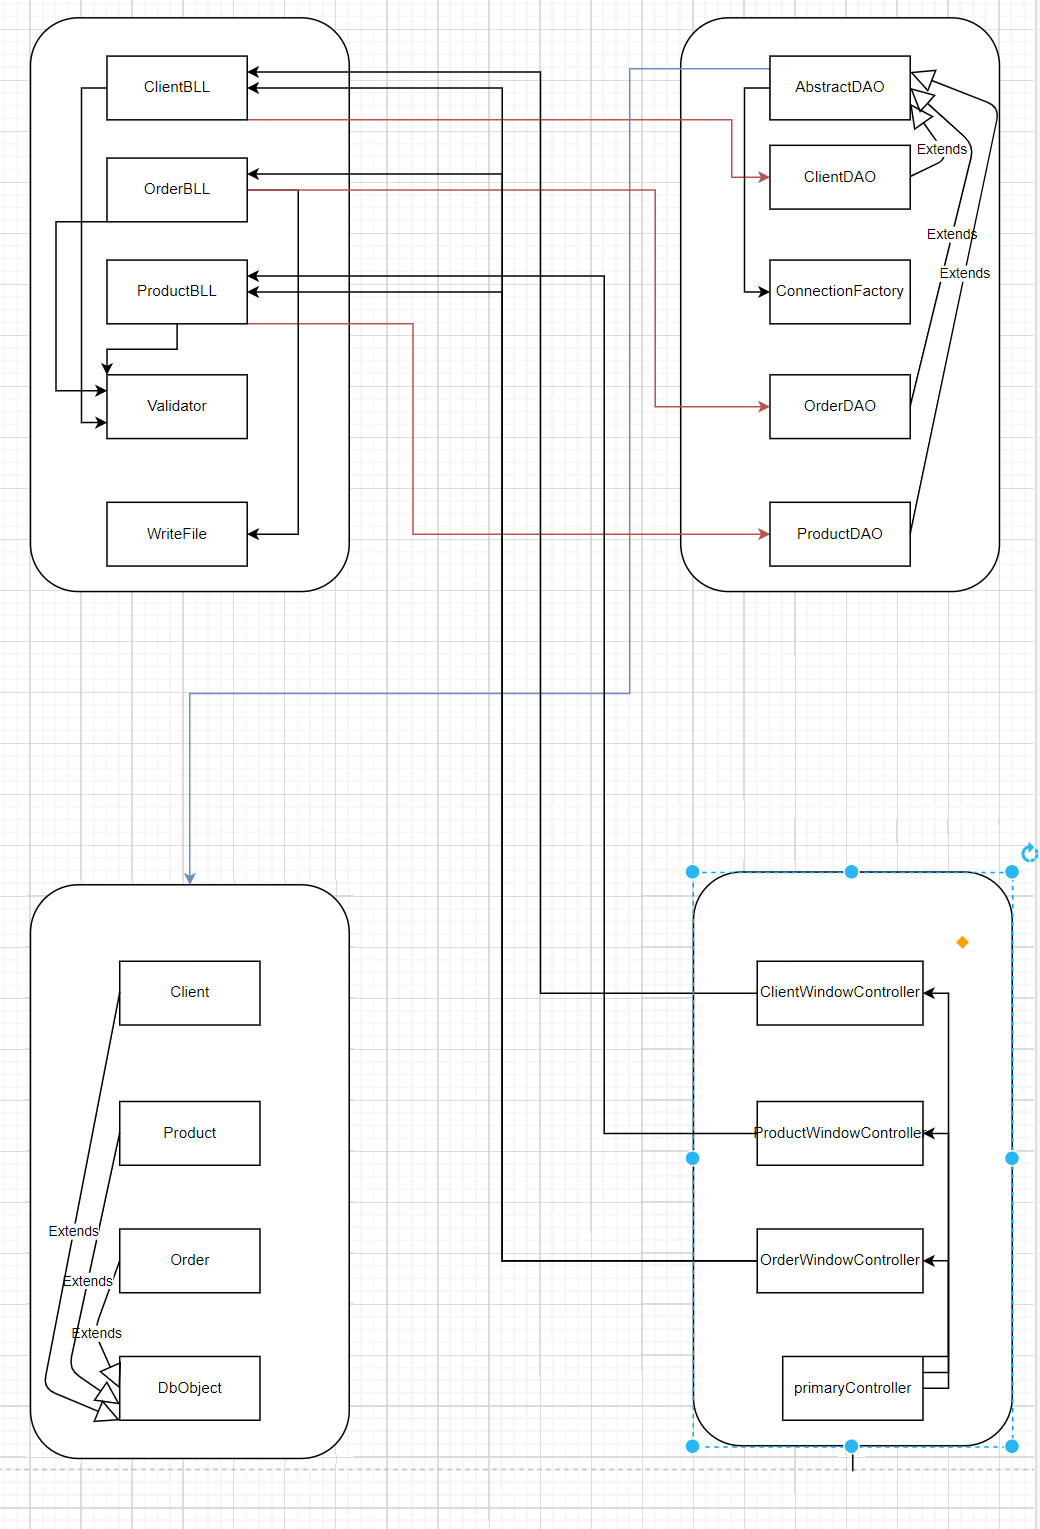 ClientBLL
OrderBLL
ProductBLL
Validator
WriteFile
AbstractDAO
Extends
ClientDAO
Extends
Extends
ConnectionFactory
OrderDAO
ProductDAO
Client
Product
Extends
Order
Extends
Extends
DbObject
ClientWindowController
ProductWindowController
OrderWindowController
primaryController